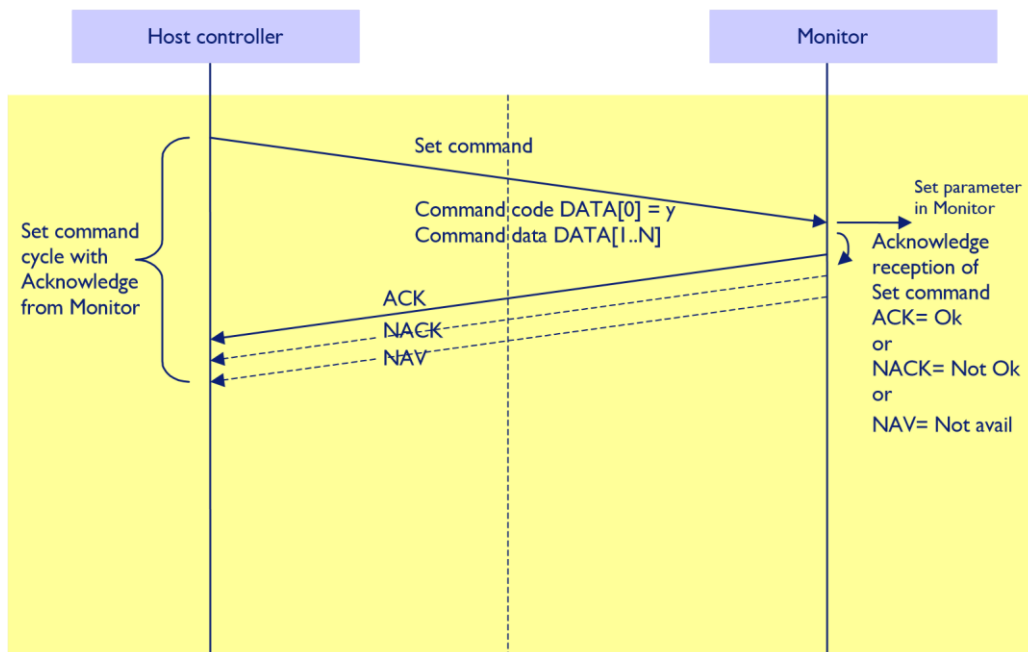 Host controller
Monitor
Set command
Command code DATA[0] = y
Command data DATA[1..N]
Set parameter
in Monitor
Set command
cycle with
Acknowledge
from Monitor
Acknowledge
reception of
Set command
ACK= Ok
or
NACK= Not Ok
or
NAV= Not avail
ACK
NACK
NAV